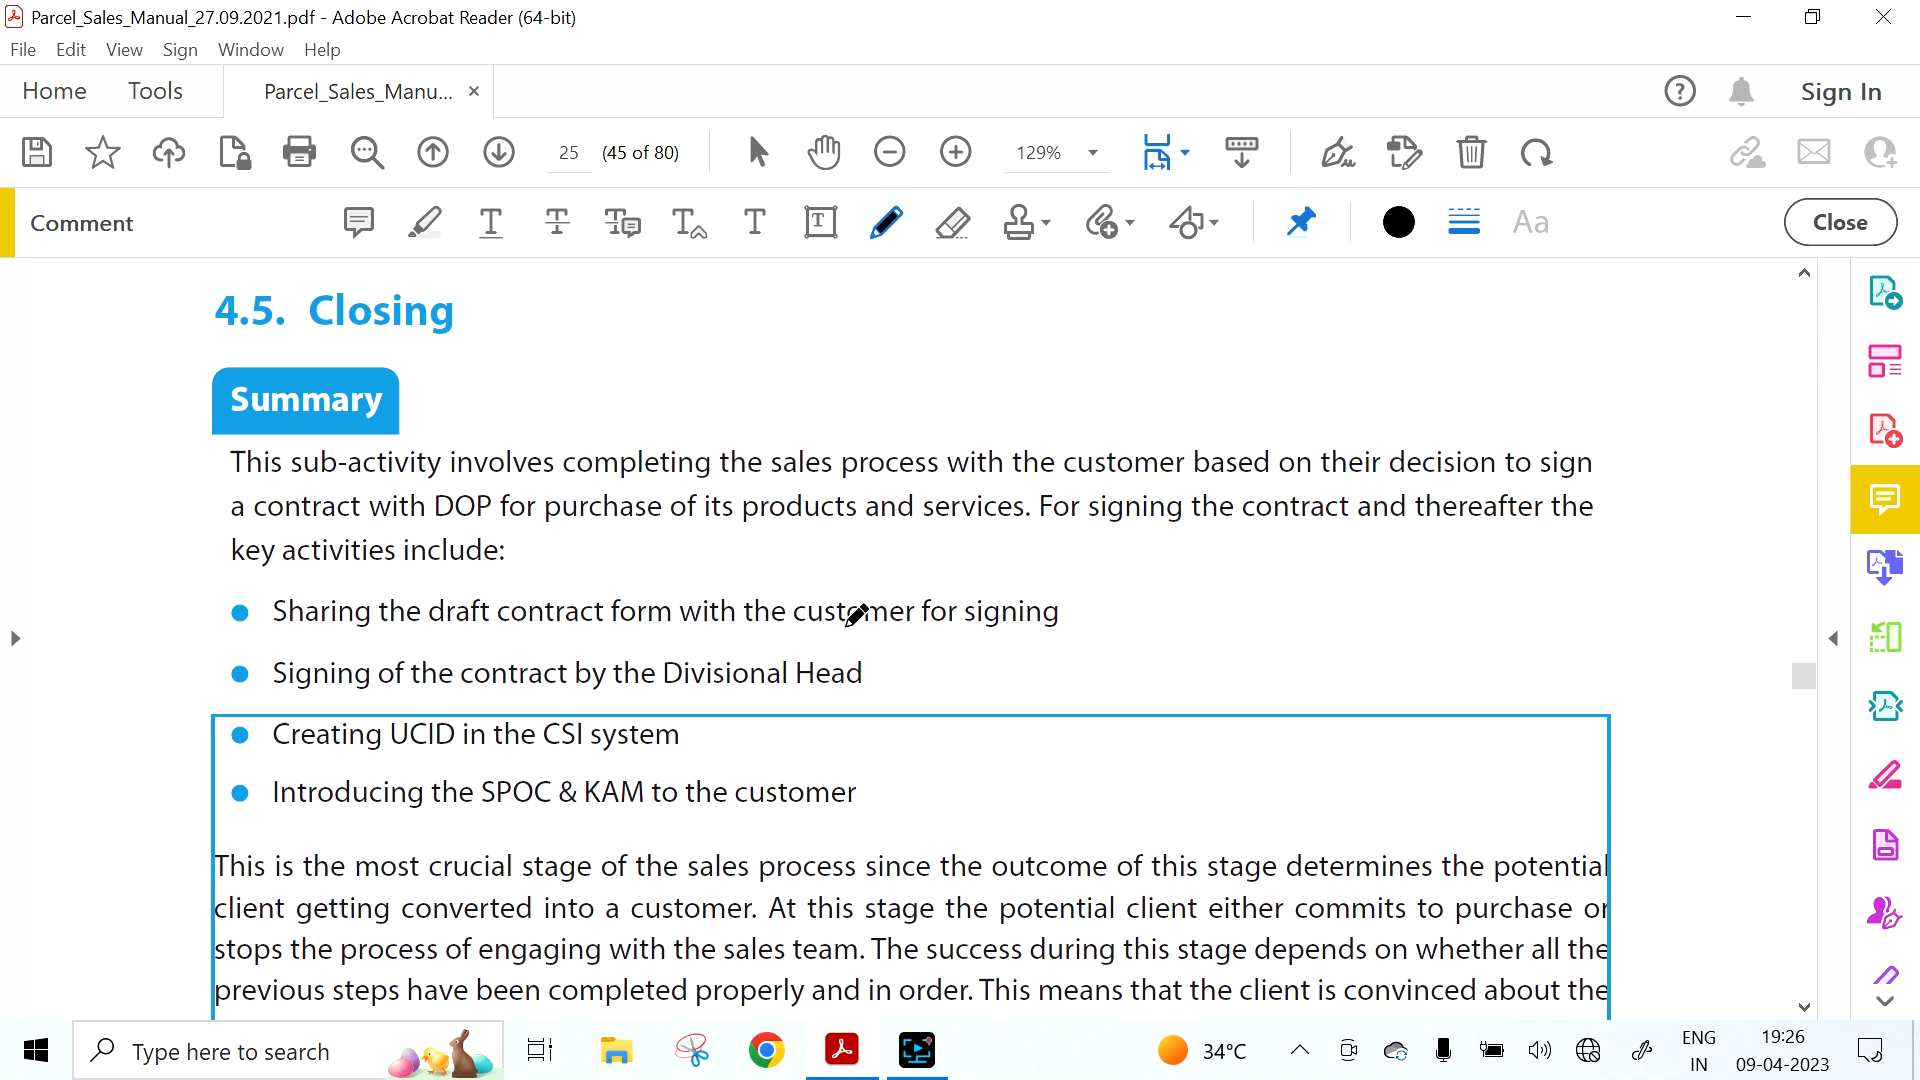 Parcel_Sales_Manual_27.09.2021.pdf - Adobe Acrobat Reader (64-bit)
File Edit View Sign Window Help
Home Tools Parcel_Sales_Manu... × Sign In
25 (45 of 80) 129%
Comment Aa Close
4.5. Closing
Summary
This sub-activity involves completing the sales process with the customer based on their decision to sign
a contract with DOP for purchase of its products and services. For signing the contract and thereafter the
key activities include:
● Sharing the draft contract form with the customer for signing
● Signing of the contract by the Divisional Head
● Creating UCID in the CSI system
● Introducing the SPOC & KAM to the customer
This is the most crucial stage of the sales process since the outcome of this stage determines the potential
client getting converted into a customer. At this stage the potential client either commits to purchase or
stops the process of engaging with the sales team. The success during this stage depends on whether all the
previous steps have been completed properly and in order. This means that the client is convinced about the
Type here to search
34°C
ENG
IN
19:26
09-04-2023